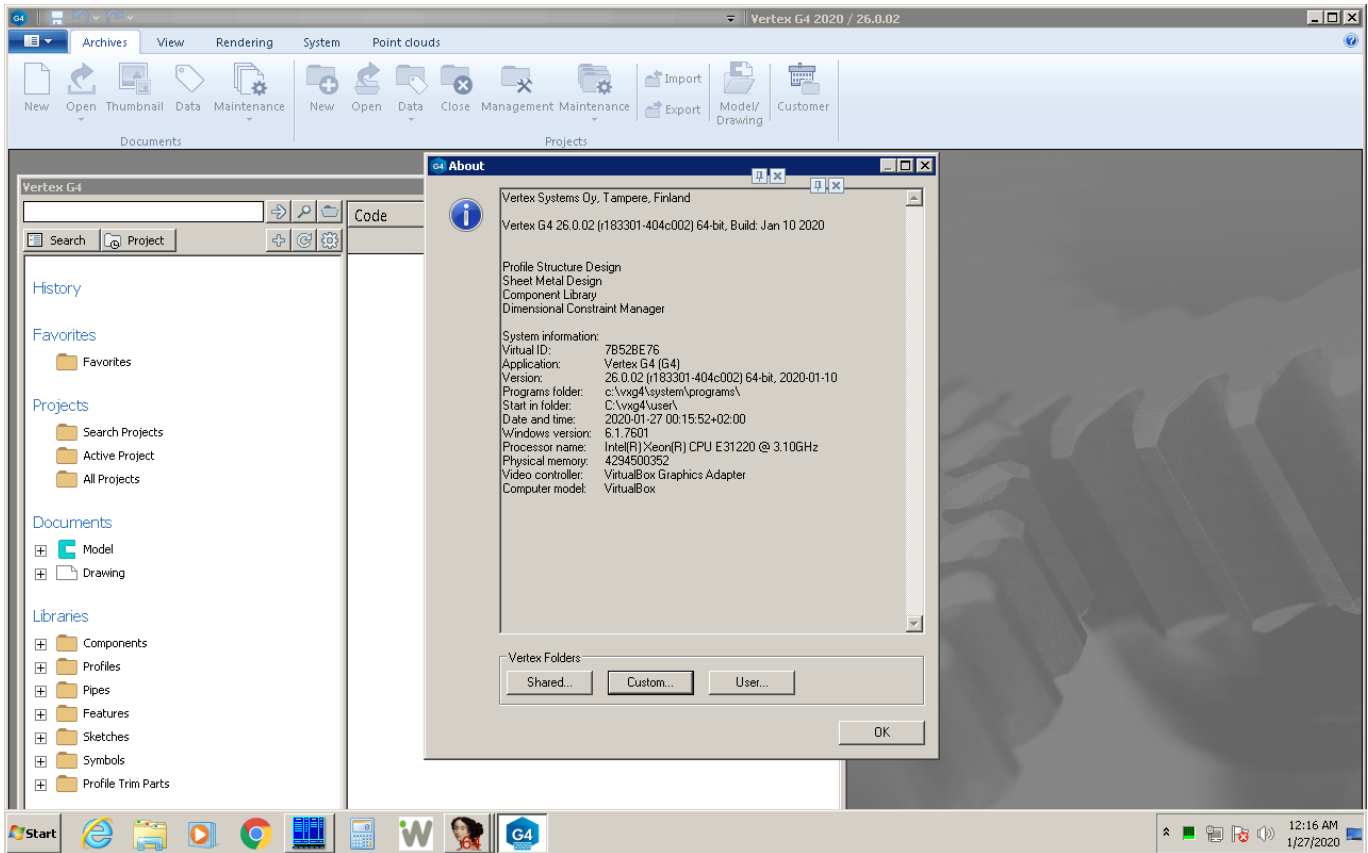 G4
Vertex G4 2020 / 26.0.02
Archives View Rendering System Point clouds
New Open Thumbnail Data Maintenance New Open Data Close Management Maintenance Import Export Model/ Drawing Customer
Documents Projects
Vertex G4
Code
Search Project
History
Favorites
Favorites
Projects
Search Projects
Active Project
All Projects
Documents
Model
Drawing
Libraries
Components
Profiles
Pipes
Features
Sketches
Symbols
Profile Trim Parts
G4 About
Vertex Systems Oy, Tampere, Finland
Vertex G4 26.0.02 (r183301-404c002) 64-bit, Build: Jan 10 2020
Profile Structure Design
Sheet Metal Design
Component Library
Dimensional Constraint Manager
System information:
Virtual ID: 7B52BE76
Application: Vertex G4 (G4)
Version: 26.0.02 (r183301-404c002) 64-bit, 2020-01-10
Programs folder: c:\vxg4\system\programs\
Start in folder: C:\vxg4\user\
Date and time: 2020-01-27 00:15:52+02:00
Windows version: 6.1.7601
Processor name: Intel(R) Xeon(R) CPU E31220 @ 3.10GHz
Physical memory: 4294500352
Video controller: VirtualBox Graphics Adapter
Computer model: VirtualBox
Vertex Folders
Shared... Custom... User...
OK
Start W G4 12:16 AM
1/27/2020